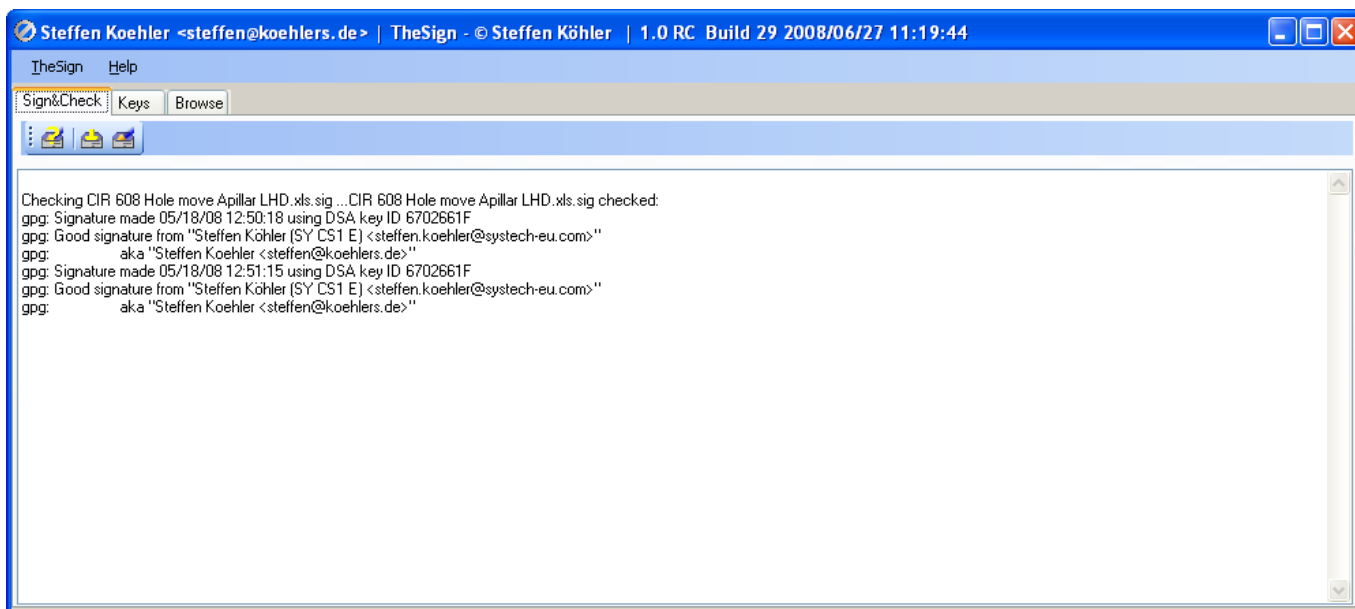 Steffen Koehler <steffen@koehlers.de> | TheSign - © Steffen Köhler | 1.0 RC Build 29 2008/06/27 11:19:44
TheSign Help
Sign&Check Keys Browse
Checking CIR 608 Hole move Apillar LHD.xls.sig ...CIR 608 Hole move Apillar LHD.xls.sig checked:
gpg: Signature made 05/18/08 12:50:18 using DSA key ID 6702661F
gpg: Good signature from "Steffen Köhler (SY CS1 E) <steffen.koehler@systech-eu.com>"
gpg: aka "Steffen Koehler <steffen@koehlers.de>"
gpg: Signature made 05/18/08 12:51:15 using DSA key ID 6702661F
gpg: Good signature from "Steffen Köhler (SY CS1 E) <steffen.koehler@systech-eu.com>"
gpg: aka "Steffen Koehler <steffen@koehlers.de>"